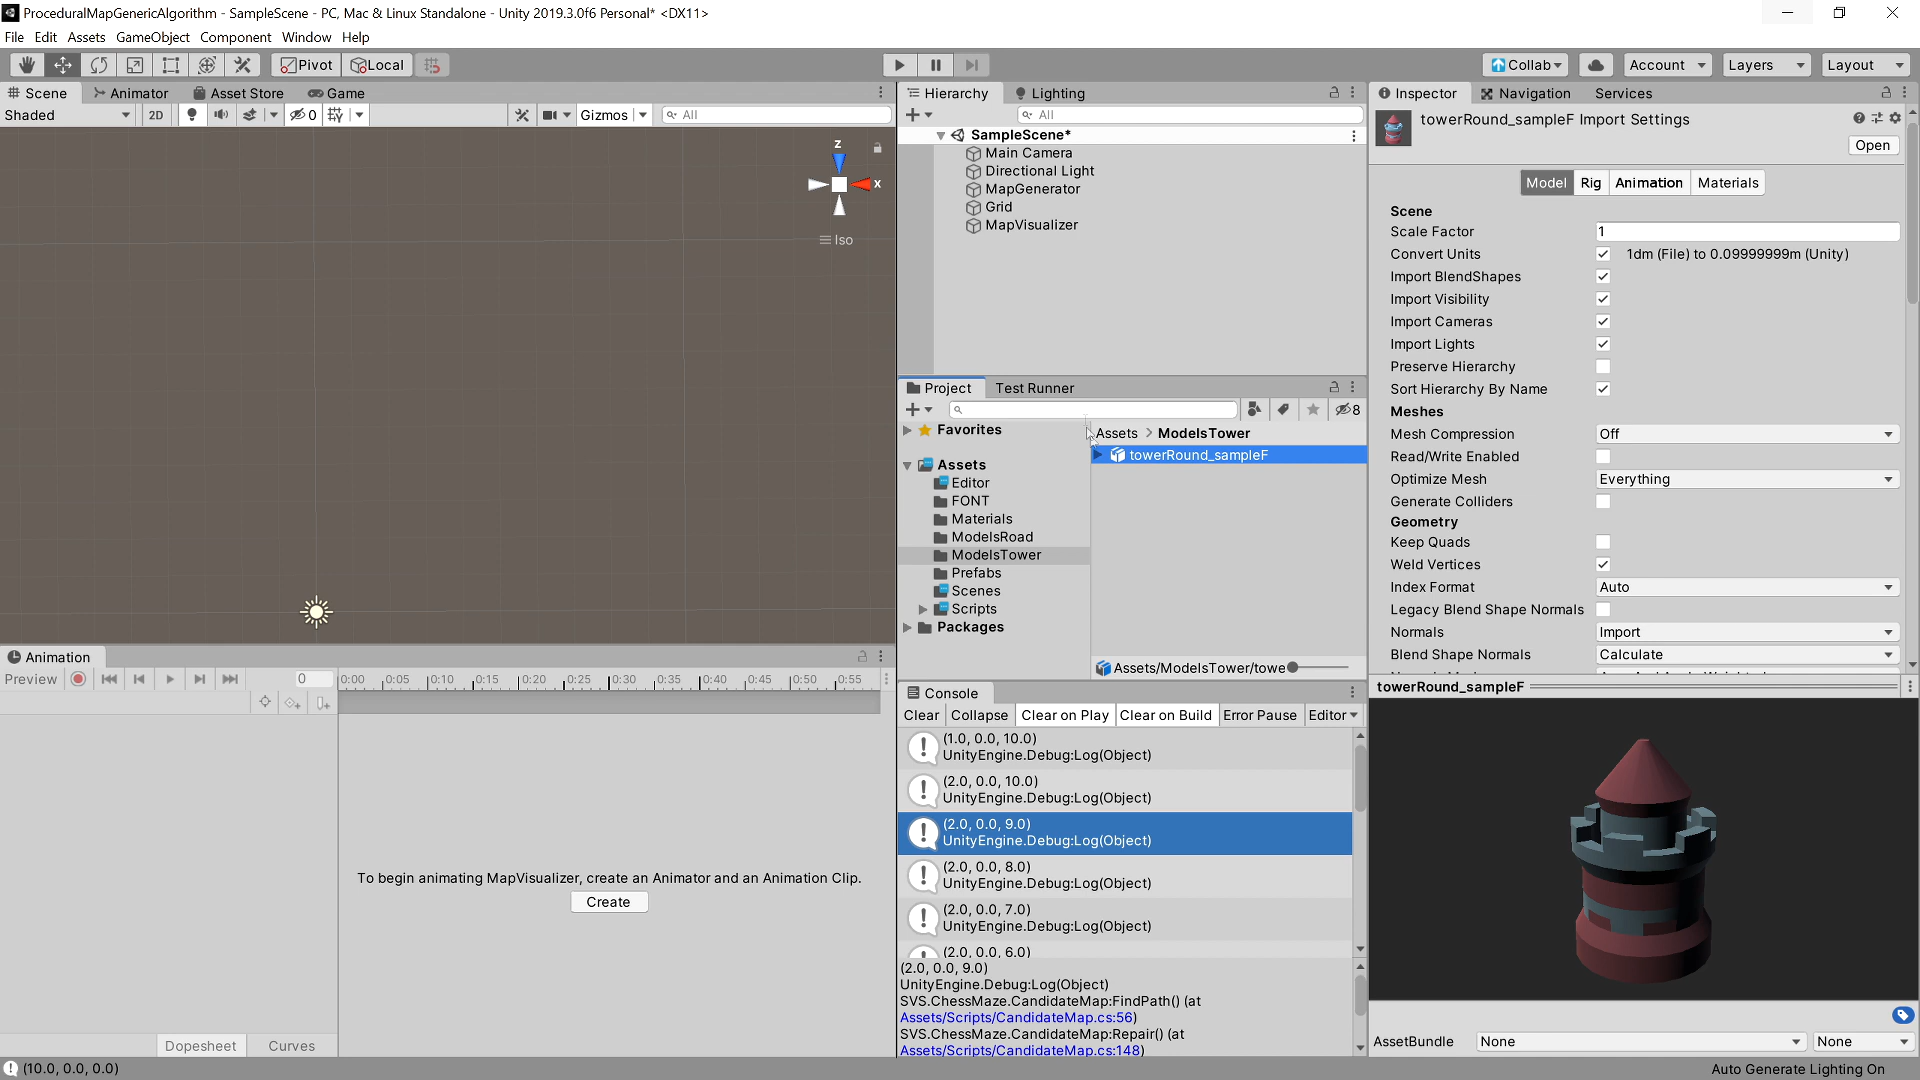 ProceduralMapGenericAlgorithm - SampleScene - PC, Mac & Linux Standalone - Unity 2019.3.0f6 Personal* <DX11>
File Edit Assets GameObject Component Window Help
Pivot Local Collab Account Layers Layout
Scene Animator Asset Store Game
Shaded 2D 0 Gizmos All
z
x
Iso
Animation
Preview 0 0:00 0:05 0:10 0:15 0:20 0:25 0:30 0:35 0:40 0:45 0:50 0:55
To begin animating MapVisualizer, create an Animator and an Animation Clip.
Create
Dopesheet Curves
Hierarchy Lighting
All
SampleScene*
Main Camera
Directional Light
MapGenerator
Grid
MapVisualizer
Project Test Runner
8
Favorites
Assets
Editor
FONT
Materials
ModelsRoad
ModelsTower
Prefabs
Scenes
Scripts
Packages
Assets > ModelsTower
towerRound_sampleF
Assets/ModelsTower/towe
Console
Clear Collapse Clear on Play Clear on Build Error Pause Editor
(1.0, 0.0, 10.0)
UnityEngine.Debug:Log(Object)
(2.0, 0.0, 10.0)
UnityEngine.Debug:Log(Object)
(2.0, 0.0, 9.0)
UnityEngine.Debug:Log(Object)
(2.0, 0.0, 8.0)
UnityEngine.Debug:Log(Object)
(2.0, 0.0, 7.0)
UnityEngine.Debug:Log(Object)
(2.0, 0.0, 6.0)
(2.0, 0.0, 9.0)
UnityEngine.Debug:Log(Object)
SVS.ChessMaze.CandidateMap:FindPath() (at
Assets/Scripts/CandidateMap.cs:56)
SVS.ChessMaze.CandidateMap:Repair() (at
Assets/Scripts/CandidateMap.cs:148)
Inspector Navigation Services
towerRound_sampleF Import Settings
Open
Model Rig Animation Materials
Scene
Scale Factor 1
Convert Units 1dm (File) to 0.09999999m (Unity)
Import BlendShapes
Import Visibility
Import Cameras
Import Lights
Preserve Hierarchy
Sort Hierarchy By Name
Meshes
Mesh Compression Off
Read/Write Enabled
Optimize Mesh Everything
Generate Colliders
Geometry
Keep Quads
Weld Vertices
Index Format Auto
Legacy Blend Shape Normals
Normals Import
Blend Shape Normals Calculate
towerRound_sampleF
AssetBundle None None
(10.0, 0.0, 0.0)
Auto Generate Lighting On